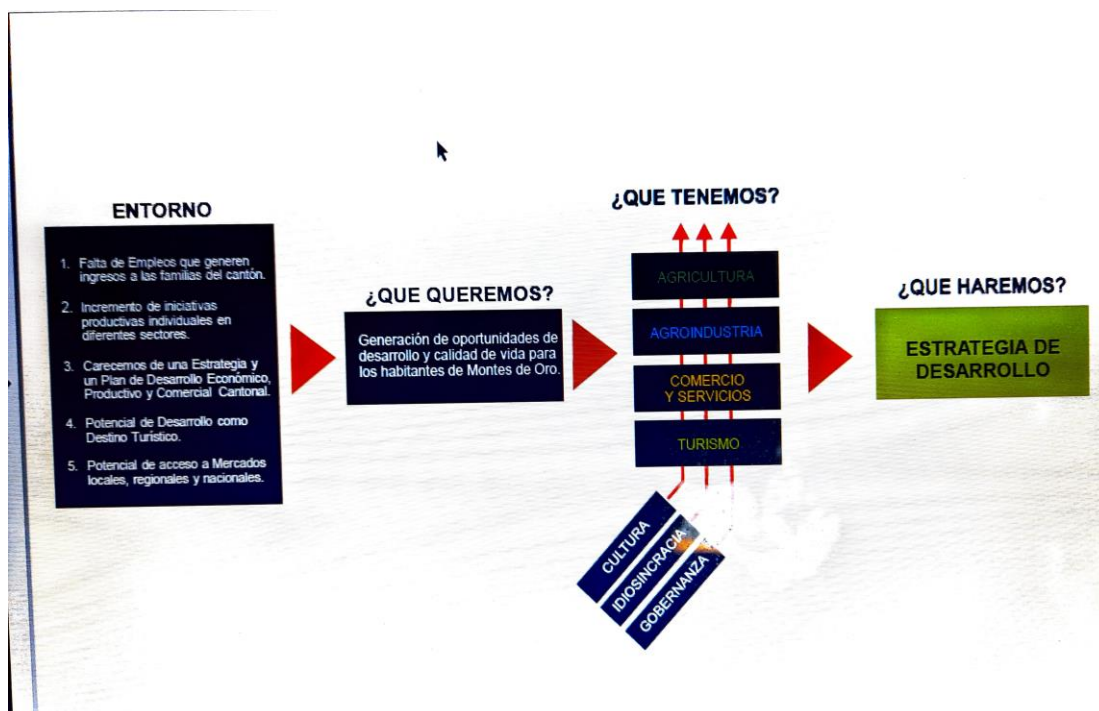 ENTORNO
1. Falta de Empleos que generen
ingresos a las familias del cantón.
2. Incremento de iniciativas
productivas individuales en
diferentes sectores.
3. Carecemos de una Estrategia y
un Plan de Desarrollo Económico,
Productivo y Comercial Cantonal.
4. Potencial de Desarrollo como
Destino Turístico.
5. Potencial de acceso a Mercados
locales, regionales y nacionales.
¿QUE QUEREMOS?
Generación de oportunidades de
desarrollo y calidad de vida para
los habitantes de Montes de Oro.
¿QUE TENEMOS?
AGRICULTURA
AGROINDUSTRIA
COMERCIO
Y SERVICIOS
TURISMO
CULTURA
IDIOSINCRACIA
GOBERNANZA
¿QUE HAREMOS?
ESTRATEGIA DE
DESARROLLO